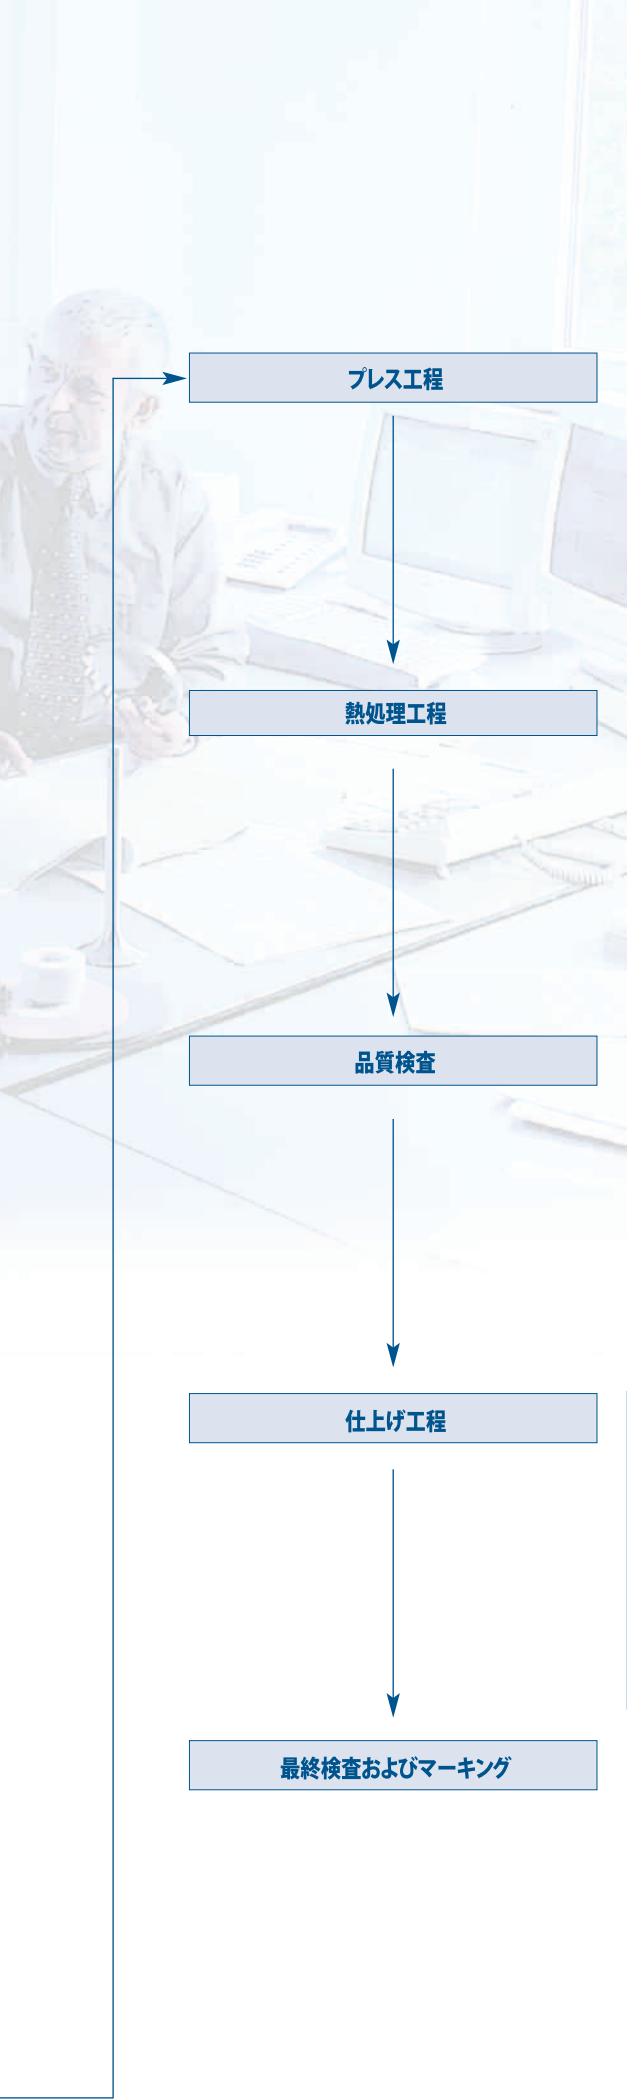 プレス工程
熱処理工程
品質検査
仕上げ工程
最終検査およびマーキング